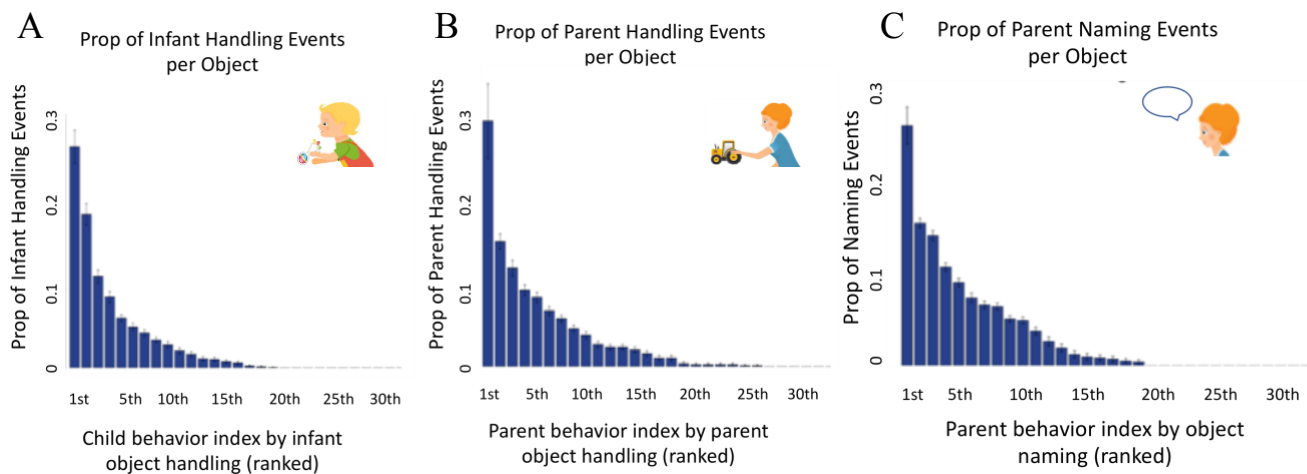 A
Prop of Infant Handling Events
per Object
Prop of Infant Handling Events
0.3
0.2
0.1
0
1st 5th 10th 15th 20th 25th 30th
Child behavior index by infant
object handling (ranked)
B
Prop of Parent Handling Events
per Object
Prop of Parent Handling Events
0.3
0.2
0.1
0
1st 5th 10th 15th 20th 25th 30th
Parent behavior index by parent
object handling (ranked)
C
Prop of Parent Naming Events
per Object
Prop of Naming Events
0.3
0.2
0.1
0
1st 5th 10th 15th 20th 25th 30th
Parent behavior index by object
naming (ranked)